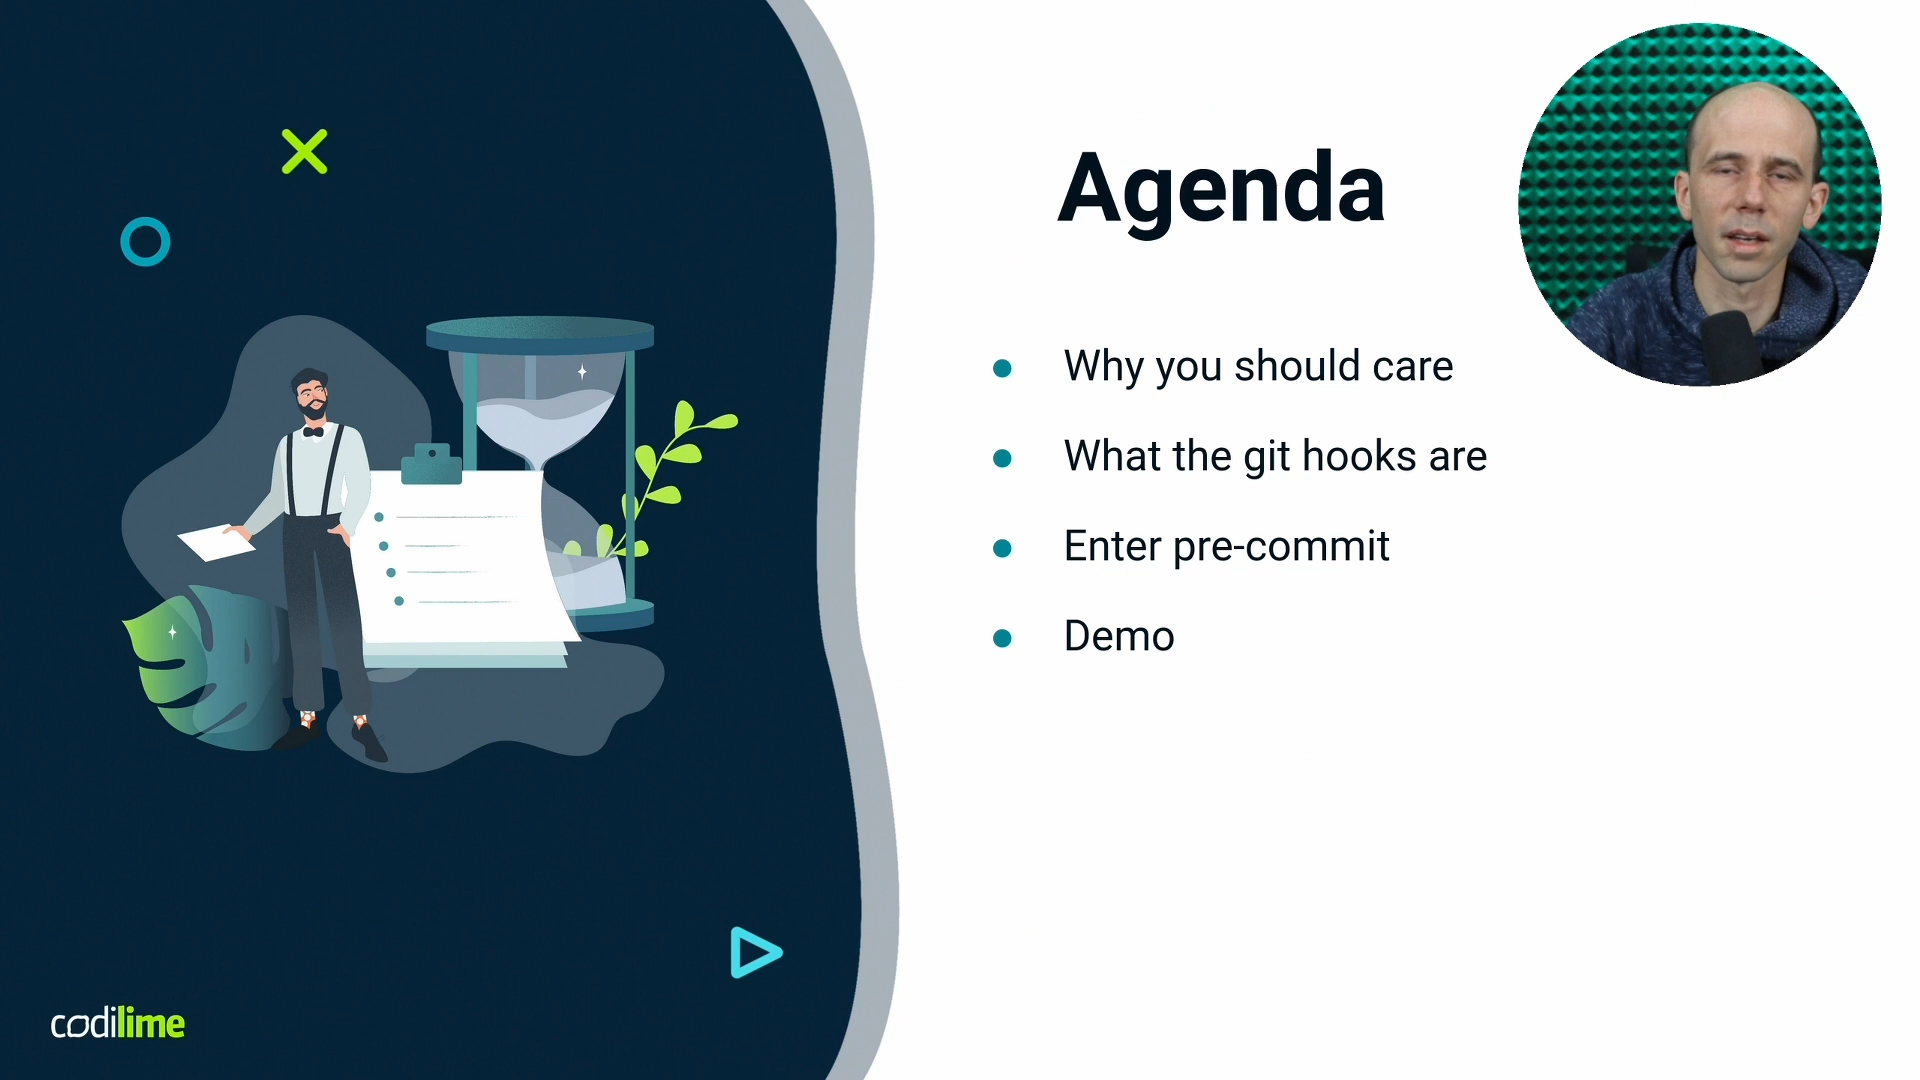 Agenda
Why you should care
What the git hooks are
Enter pre-commit
Demo
codilime